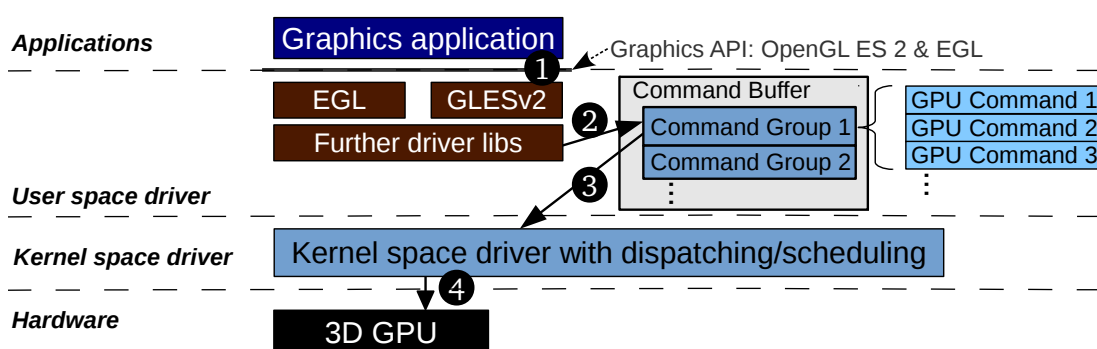 Applications
Graphics application
Graphics API: OpenGL ES 2 & EGL
1
EGL
GLESv2
Further driver libs
2
Command Buffer
Command Group 1
Command Group 2
⋮
GPU Command 1
GPU Command 2
GPU Command 3
⋮
3
User space driver
Kernel space driver
Kernel space driver with dispatching/scheduling
4
Hardware
3D GPU